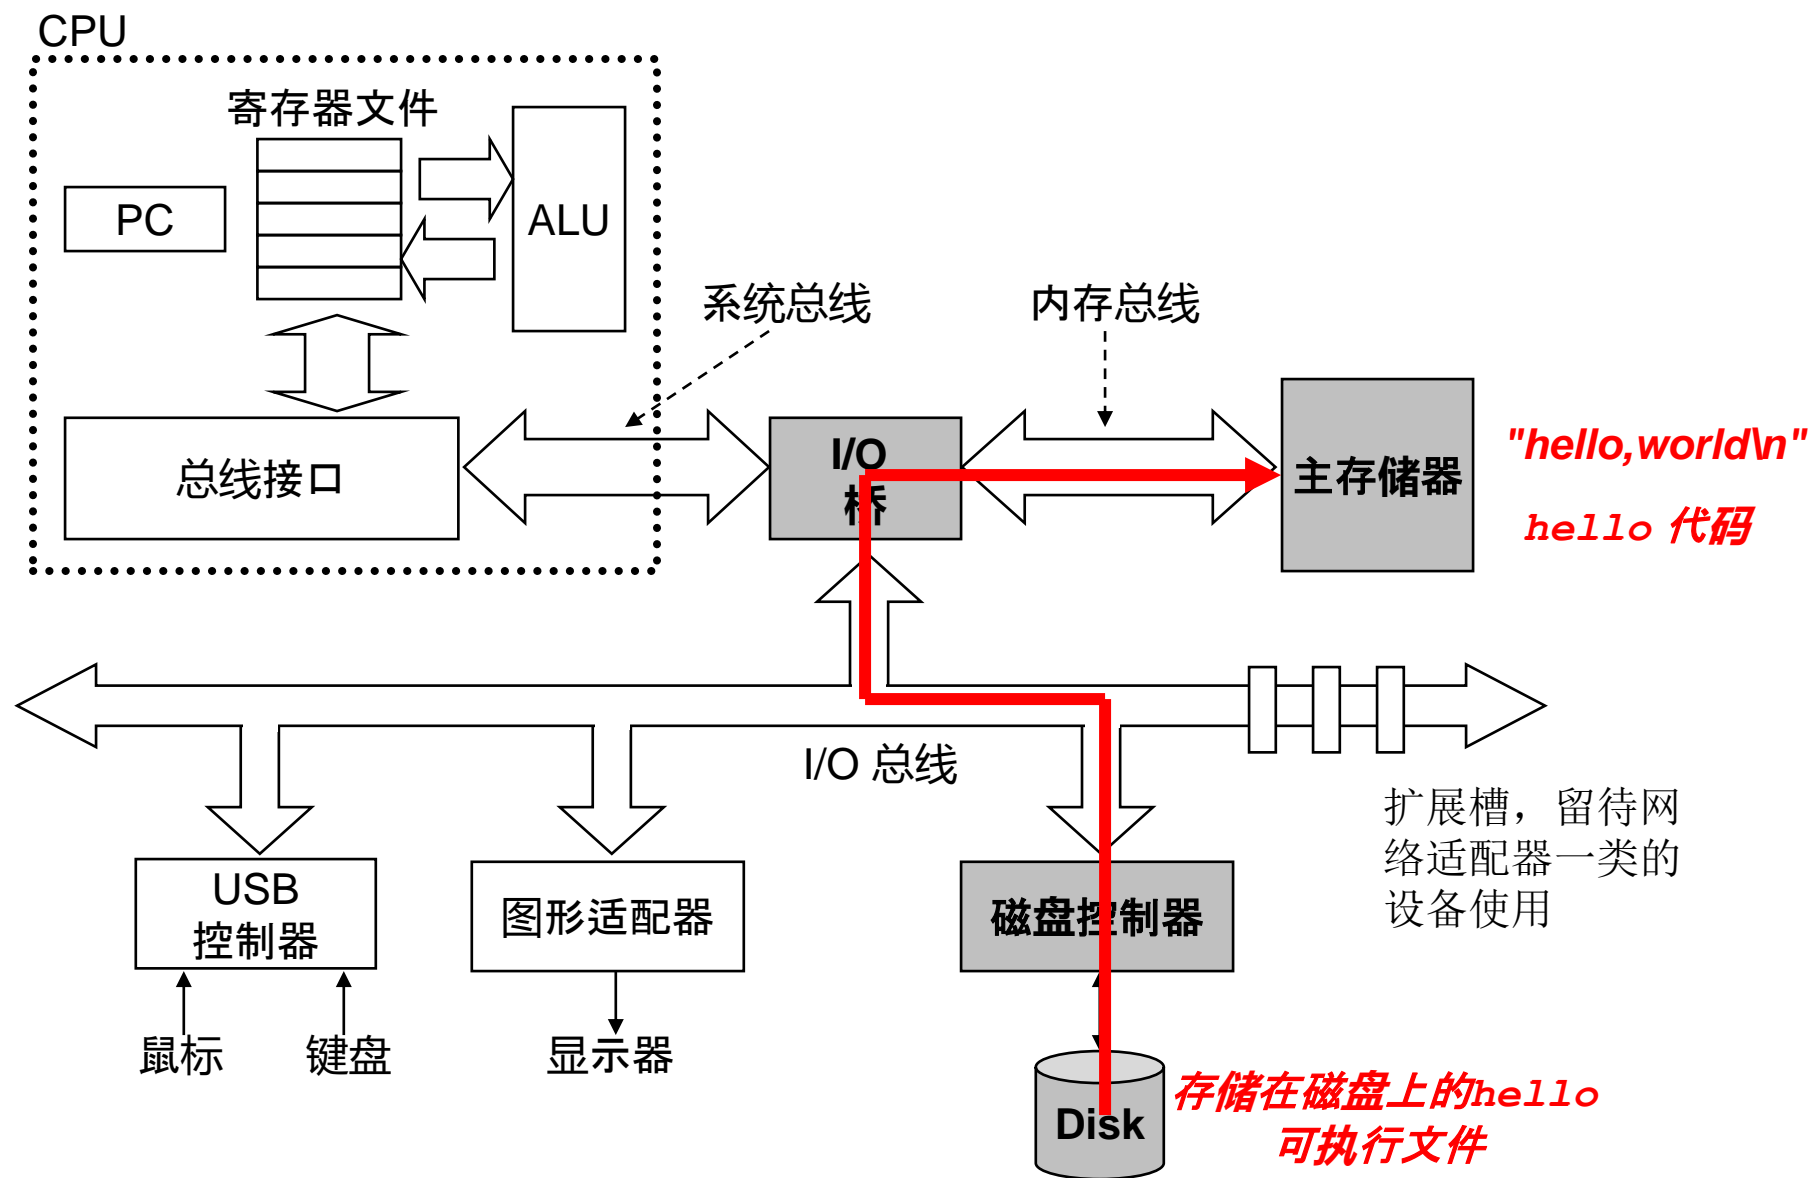 CPU
寄存器文件
PC
ALU
系统总线
内存总线
总线接口
I/O
桥
主存储器
"hello,world\n"
hello 代码
I/O 总线
扩展槽，留待网
络适配器一类的
设备使用
USB
控制器
图形适配器
磁盘控制器
鼠标
键盘
显示器
Disk
存储在磁盘上的hello
可执行文件